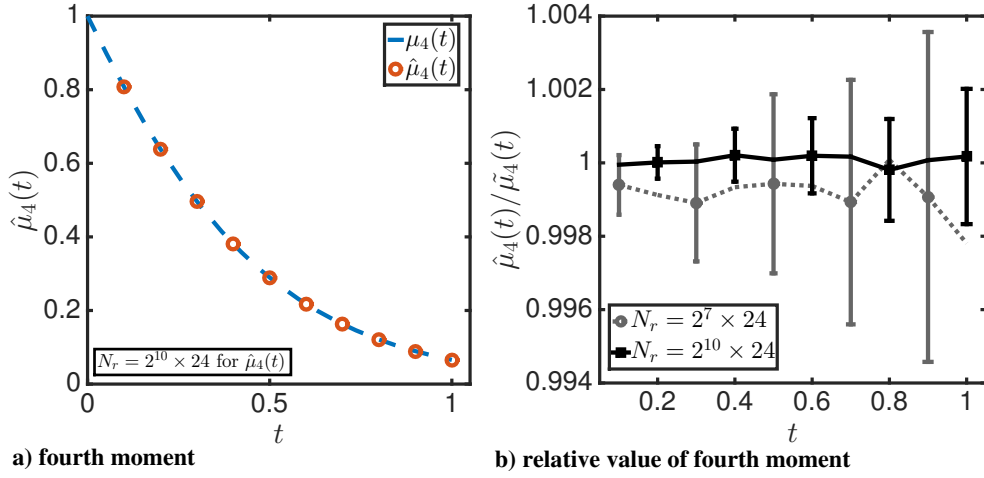 1
0.8
0.6
0.4
0.2
0
0
0.5
1
μ̂₄(t)
t
μ₄(t)
μ̂₄(t)
N_r = 2^10 × 24 for μ̂₄(t)
a) fourth moment
1.004
1.002
1
0.998
0.996
0.994
0.2
0.4
0.6
0.8
1
μ̂₄(t)/μ̃₄(t)
t
N_r = 2^7 × 24
N_r = 2^10 × 24
b) relative value of fourth moment